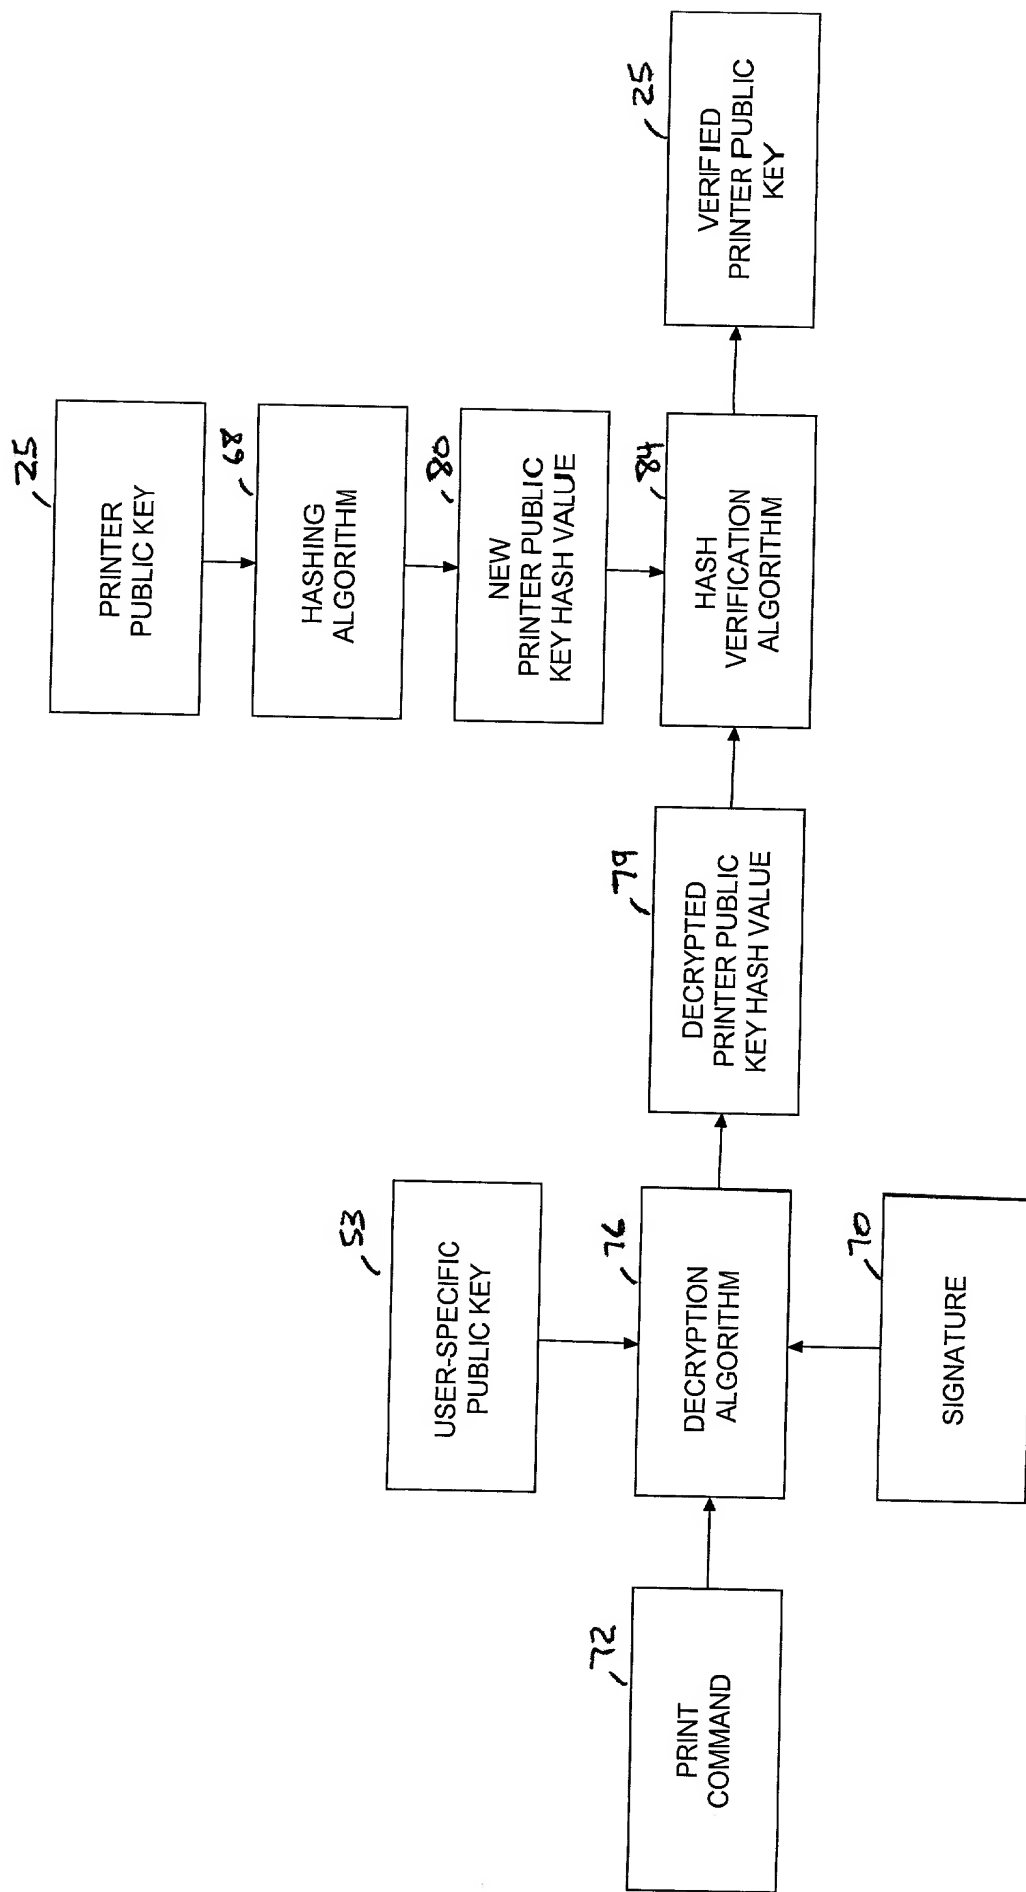 25
PRINTER
PUBLIC KEY
68
HASHING
ALGORITHM
80
NEW
PRINTER PUBLIC
KEY HASH VALUE
72
PRINT
COMMAND
53
USER-SPECIFIC
PUBLIC KEY
76
DECRYPTION
ALGORITHM
70
SIGNATURE
79
DECRYPTED
PRINTER PUBLIC
KEY HASH VALUE
84
HASH
VERIFICATION
ALGORITHM
25
VERIFIED
PRINTER PUBLIC
KEY